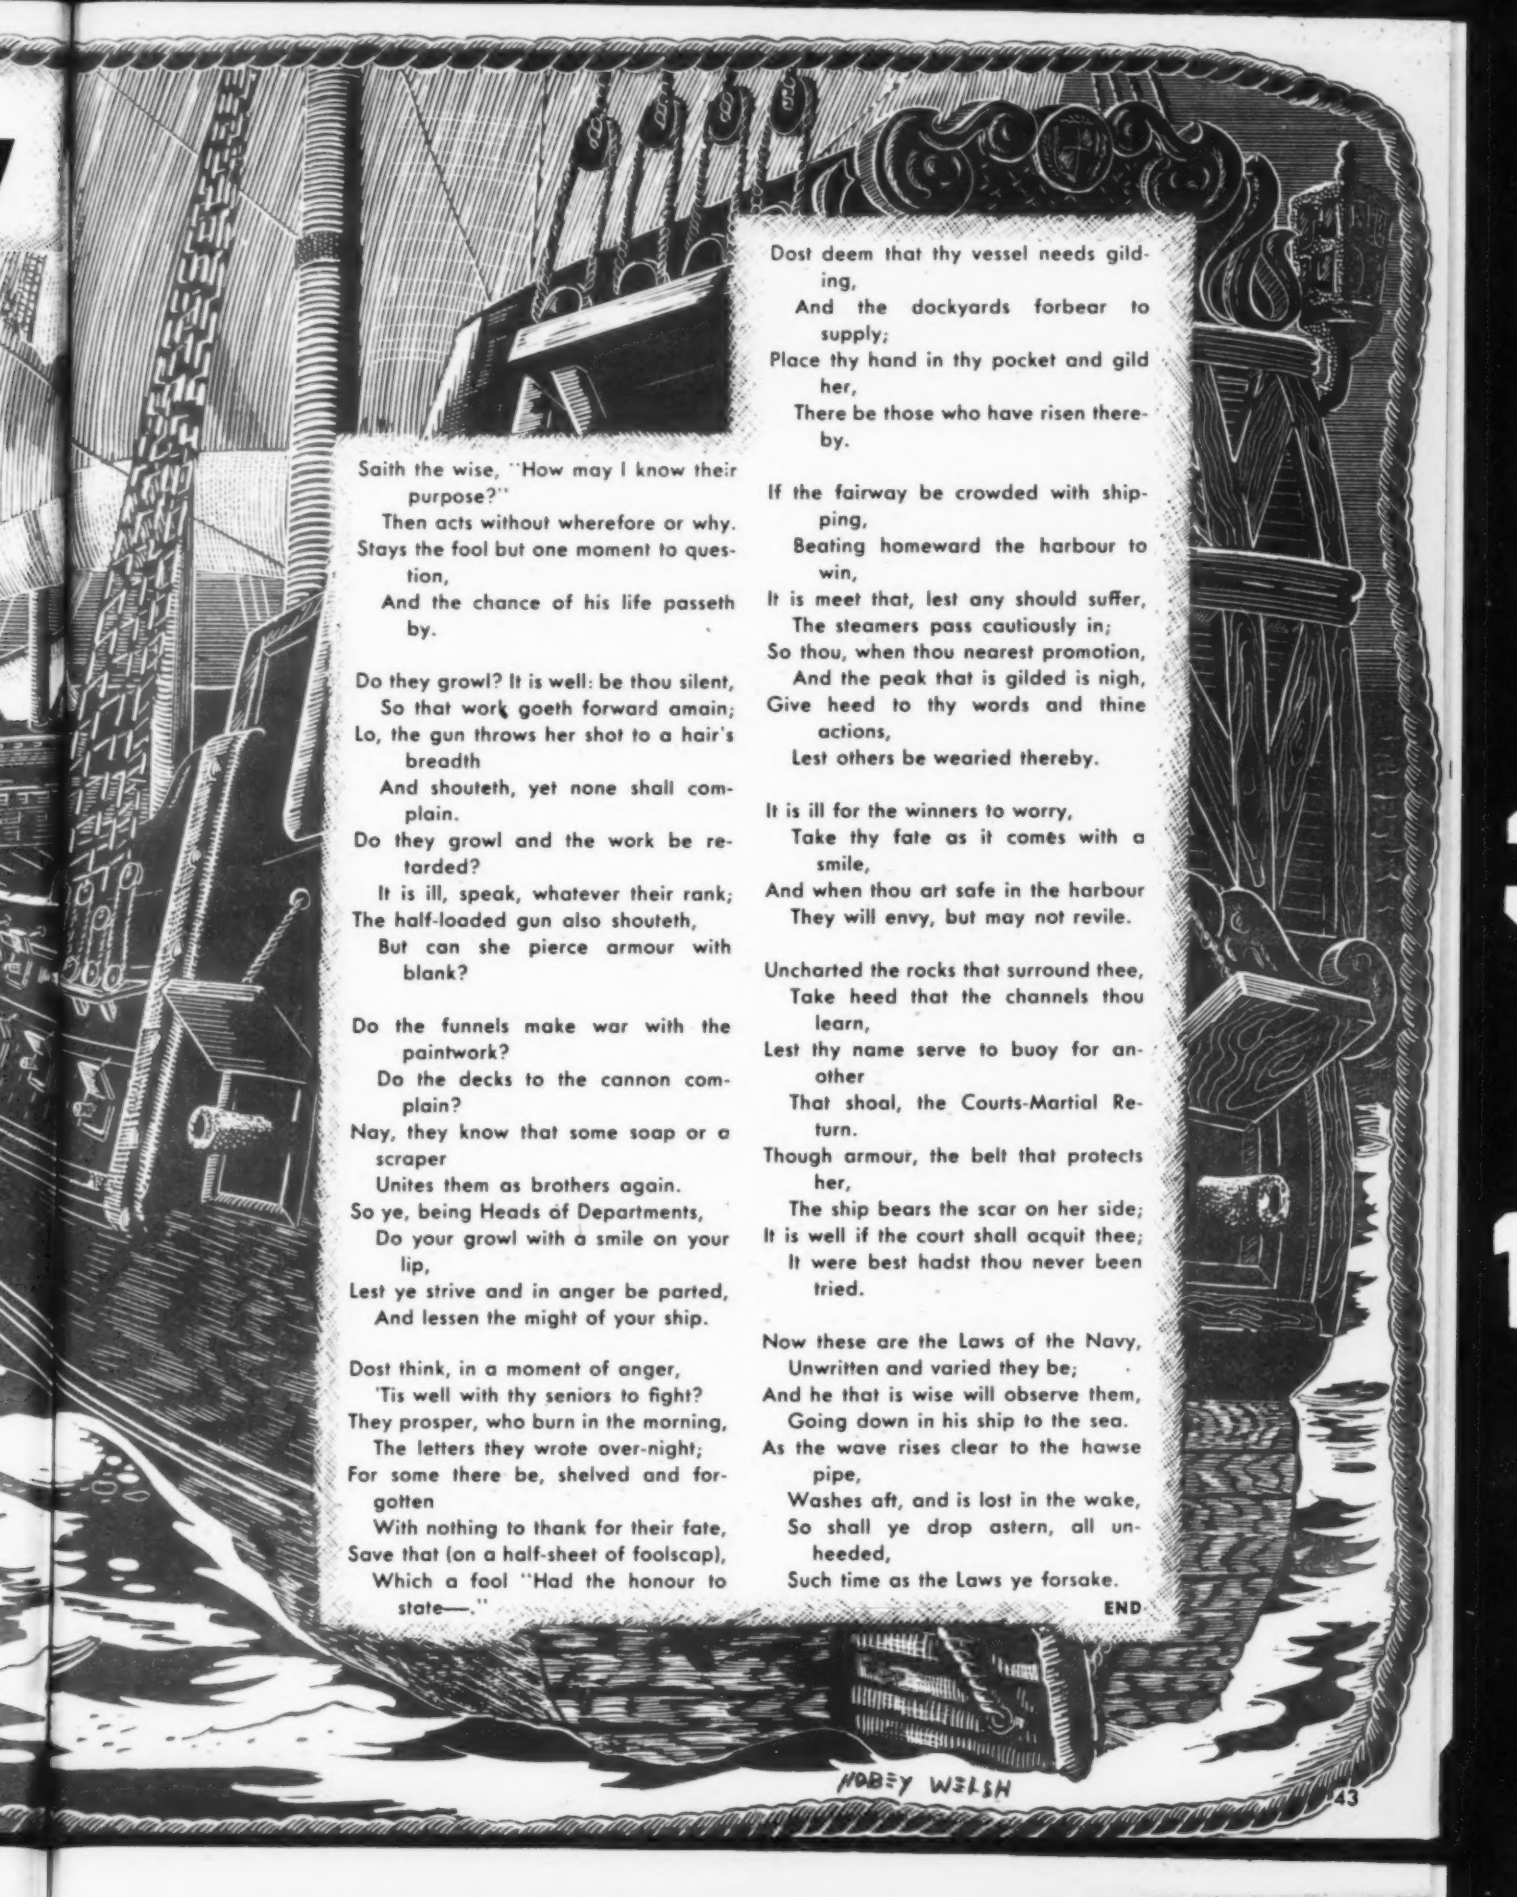 Saith the wise, "How may I know their
purpose?"
Then acts without wherefore or why.
Stays the fool but one moment to ques-
tion,
And the chance of his life passeth
by.
Do they growl? It is well: be thou silent,
So that work goeth forward amain;
Lo, the gun throws her shot to a hair's
breadth
And shouteth, yet none shall com-
plain.
Do they growl and the work be re-
tarded?
It is ill, speak, whatever their rank;
The half-loaded gun also shouteth,
But can she pierce armour with
blank?
Do the funnels make war with the
paintwork?
Do the decks to the cannon com-
plain?
Nay, they know that some soap or a
scraper
Unites them as brothers again.
So ye, being Heads of Departments,
Do your growl with a smile on your
lip,
Lest ye strive and in anger be parted,
And lessen the might of your ship.
Dost think, in a moment of anger,
'Tis well with thy seniors to fight?
They prosper, who burn in the morning,
The letters they wrote over-night;
For some there be, shelved and for-
gotten
With nothing to thank for their fate,
Save that (on a half-sheet of foolscap),
Which a fool "Had the honour to
state—."
Dost deem that thy vessel needs gild-
ing,
And the dockyards forbear to
supply;
Place thy hand in thy pocket and gild
her,
There be those who have risen there-
by.
If the fairway be crowded with ship-
ping,
Beating homeward the harbour to
win,
It is meet that, lest any should suffer,
The steamers pass cautiously in;
So thou, when thou nearest promotion,
And the peak that is gilded is nigh,
Give heed to thy words and thine
actions,
Lest others be wearied thereby.
It is ill for the winners to worry,
Take thy fate as it comes with a
smile,
And when thou art safe in the harbour
They will envy, but may not revile.
Uncharted the rocks that surround thee,
Take heed that the channels thou
learn,
Lest thy name serve to buoy for an-
other
That shoal, the Courts-Martial Re-
turn.
Though armour, the belt that protects
her,
The ship bears the scar on her side;
It is well if the court shall acquit thee;
It were best hadst thou never been
tried.
Now these are the Laws of the Navy,
Unwritten and varied they be;
And he that is wise will observe them,
Going down in his ship to the sea.
As the wave rises clear to the hawse
pipe,
Washes aft, and is lost in the wake,
So shall ye drop astern, all un-
heeded,
Such time as the Laws ye forsake.
END
NOBEY WELSH
43